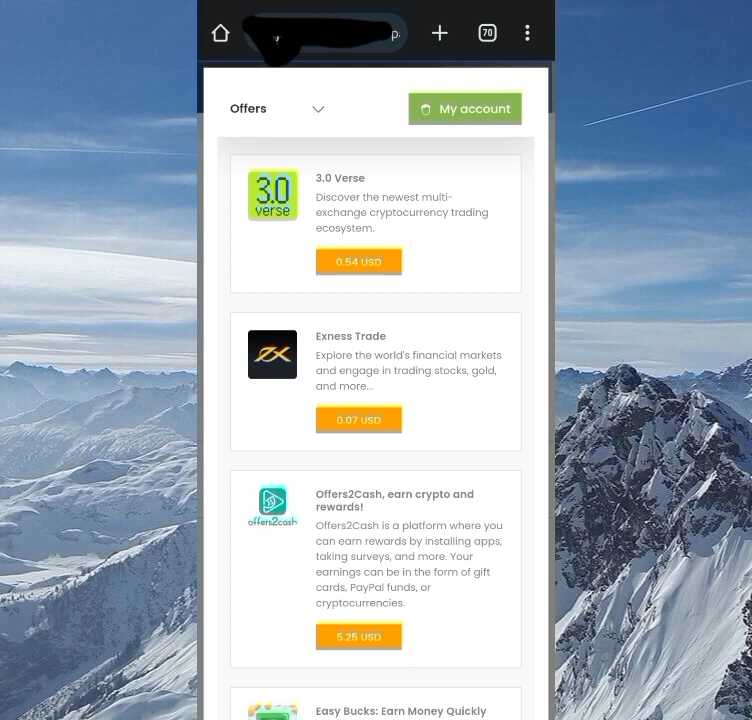 70
Offers
My account
3.0
verse
3.0 Verse
Discover the newest multi-
exchange cryptocurrency trading
ecosystem.
0.54 USD
Exness Trade
Explore the world's financial markets
and engage in trading stocks, gold,
and more...
0.07 USD
offers2cash
Offers2Cash, earn crypto and
rewards!
Offers2Cash is a platform where you
can earn rewards by installing apps,
taking surveys, and more. Your
earnings can be in the form of gift
cards, PayPal funds, or
cryptocurrencies.
5.25 USD
Easy Bucks: Earn Money Quickly